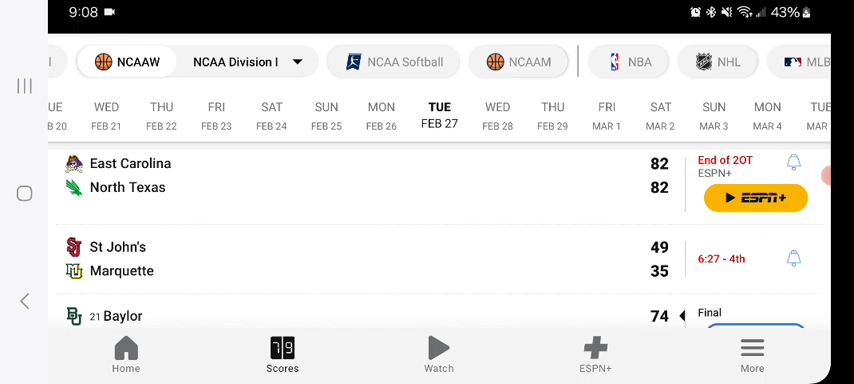 9:08 43%
NCAAW NCAA Division I NCAA Softball NCAAM NBA NHL MLB
UE WED THU FRI SAT SUN MON TUE WED THU FRI SAT SUN MON TUE
B 20 FEB 21 FEB 22 FEB 23 FEB 24 FEB 25 FEB 26 FEB 27 FEB 28 FEB 29 MAR 1 MAR 2 MAR 3 MAR 4 MAR
East Carolina 82 End of 2OT
ESPN+
North Texas 82 ESPN+
St John's 49
6:27 - 4th
Marquette 35
21 Baylor 74 Final
Home Scores Watch ESPN+ More